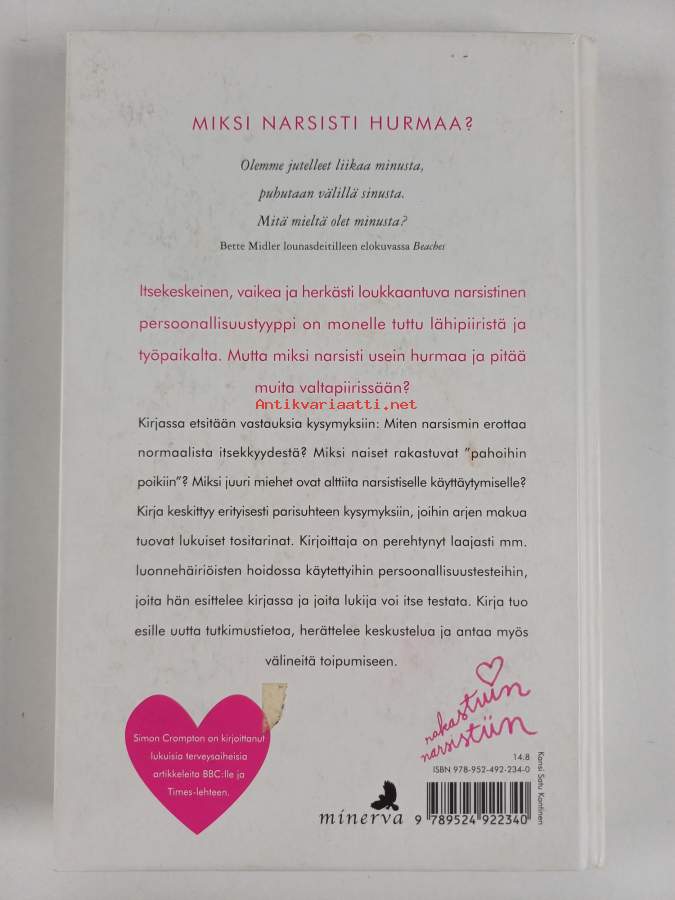 MIKSI NARSISTI HURMAA?
Olemme jutelleet liikaa minusta,
puhutaan välillä sinusta.
Mitä mieltä olet minusta?
Bette Midler lounasdeitilleen elokuvassa Beaches
Itsekeskeinen, vaikea ja herkästi loukkaantuva narsistinen
persoonallisuustyyppi on monelle tuttu lähipiiristä ja
työpaikalta. Mutta miksi narsisti usein hurmaa ja pitää
muita valtapiirissään?
Antikvariaatti.net
Kirjassa etsitään vastauksia kysymyksiin: Miten narsismin erottaa
normaalista itsekkyydestä? Miksi naiset rakastuvat ”pahoihin
poikiin”? Miksi juuri miehet ovat alttiita narsistiselle käyttäytymiselle?
Kirja keskittyy erityisesti parisuhteen kysymyksiin, joihin arjen makua
tuovat lukuiset tositarinat. Kirjoittaja on perehtynyt laajasti mm.
luonnehäiriöisten hoidossa käytettyihin persoonallisuustesteihin,
joita hän esittelee kirjassa ja joita lukija voi itse testata. Kirja tuo
esille uutta tutkimustietoa, herättelee keskustelua ja antaa myös
välineitä toipumiseen.
rakastuin
narsistiin
Simon Crompton on kirjoittanut
lukuisia terveysaiheisia
artikkeleita BBC:lle ja
Times-lehteen.
minerva
14.8
ISBN 978-952-492-234-0
9 789524 922340
Kansi Satu Kontinen